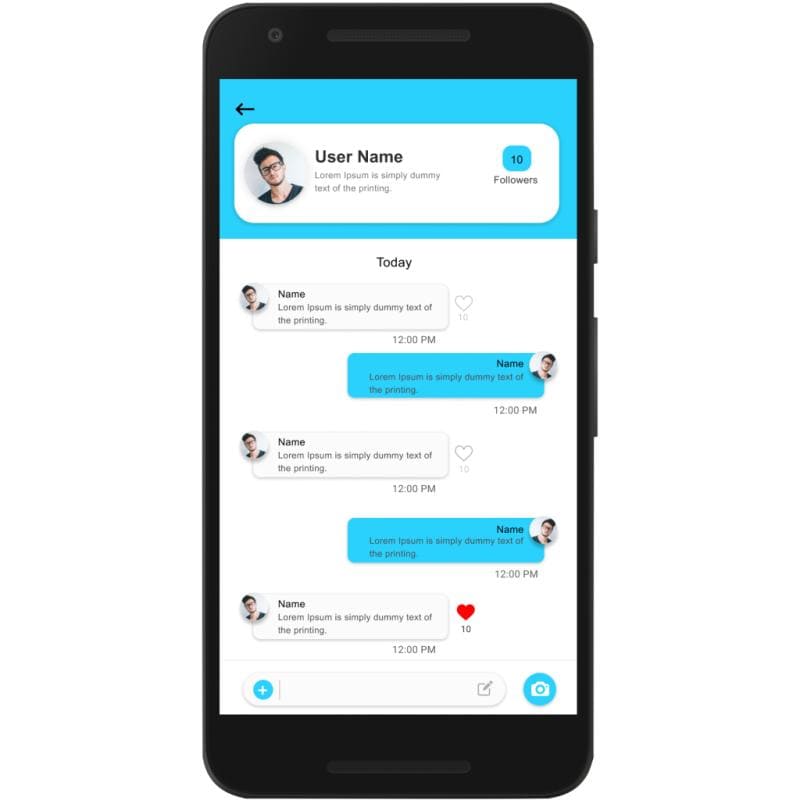 User Name
Lorem Ipsum is simply dummy
text of the printing.
10
Followers
Today
Name
Lorem Ipsum is simply dummy text of
the printing.
10
12:00 PM
Name
Lorem Ipsum is simply dummy text of
the printing.
12:00 PM
Name
Lorem Ipsum is simply dummy text of
the printing.
10
12:00 PM
Name
Lorem Ipsum is simply dummy text of
the printing.
12:00 PM
Name
Lorem Ipsum is simply dummy text of
the printing.
10
12:00 PM